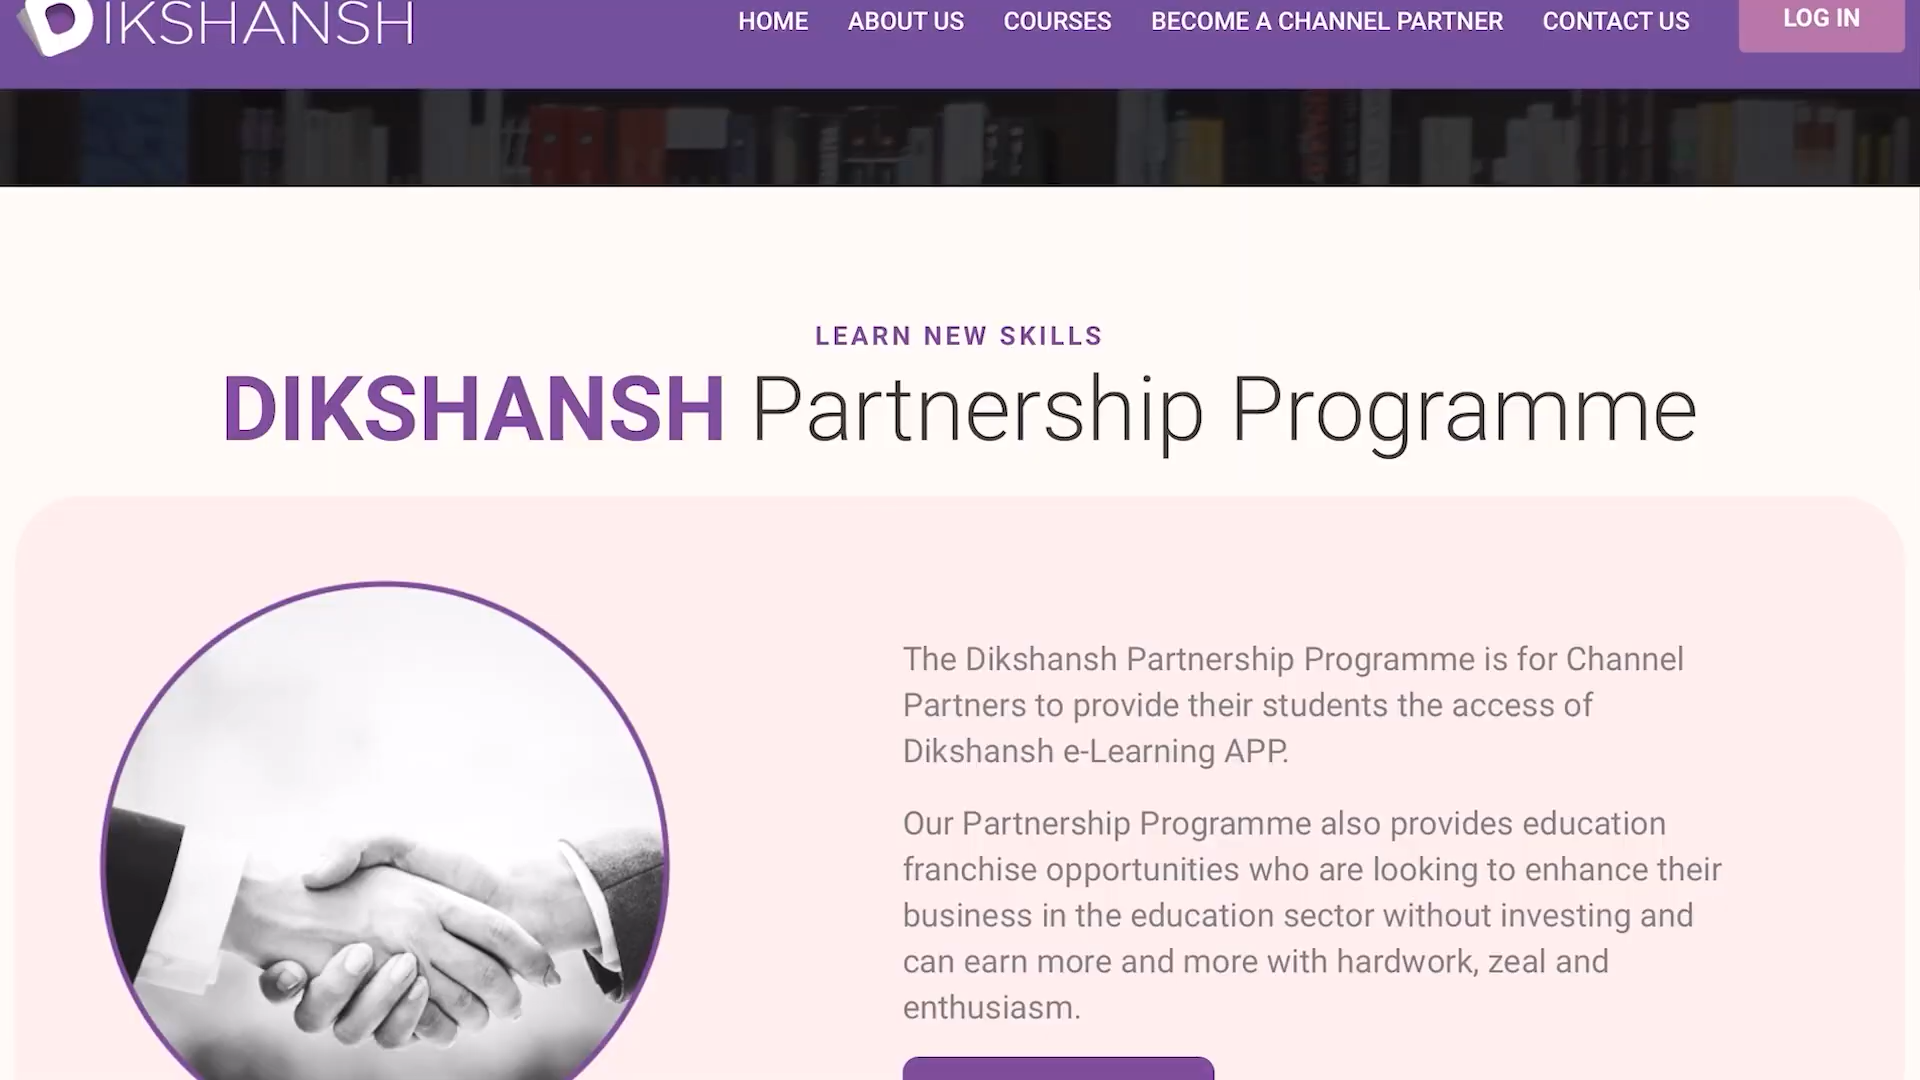 DIKSHANSH
HOME ABOUT US COURSES BECOME A CHANNEL PARTNER CONTACT US LOG IN
LEARN NEW SKILLS
DIKSHANSH Partnership Programme
The Dikshansh Partnership Programme is for Channel
Partners to provide their students the access of
Dikshansh e-Learning APP.
Our Partnership Programme also provides education
franchise opportunities who are looking to enhance their
business in the education sector without investing and
can earn more and more with hardwork, zeal and
enthusiasm.